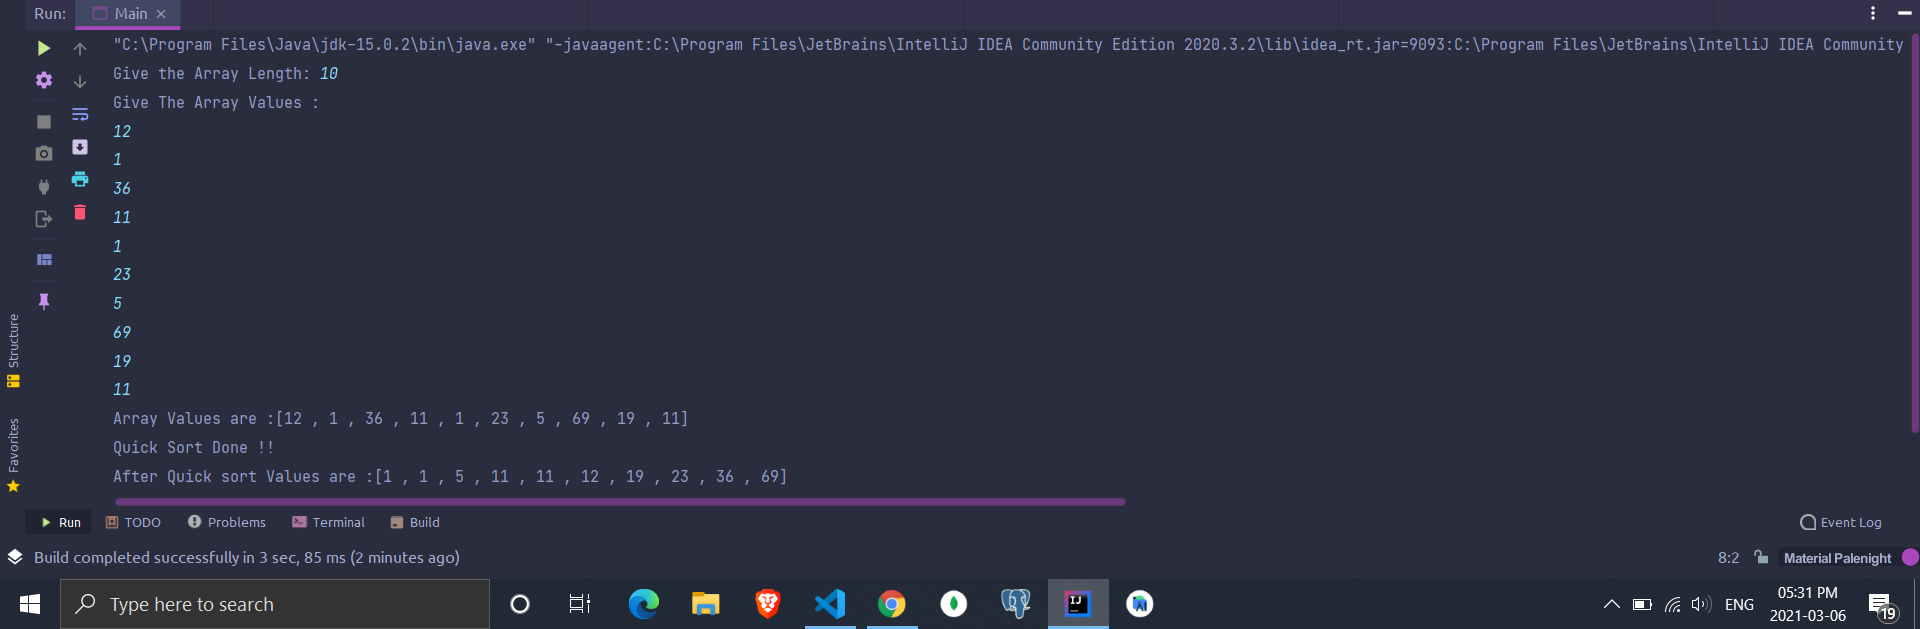 Run: Main
"C:\Program Files\Java\jdk-15.0.2\bin\java.exe" "-javaagent:C:\Program Files\JetBrains\IntelliJ IDEA Community Edition 2020.3.2\lib\idea_rt.jar=9093:C:\Program Files\JetBrains\IntelliJ IDEA Community
Give the Array Length: 10
Give The Array Values :
12
1
36
11
1
23
5
69
19
11
Array Values are :[12 , 1 , 36 , 11 , 1 , 23 , 5 , 69 , 19 , 11]
Quick Sort Done !!
After Quick sort Values are :[1 , 1 , 5 , 11 , 11 , 12 , 19 , 23 , 36 , 69]
Structure
Favorites
Run TODO Problems Terminal Build Event Log
Build completed successfully in 3 sec, 85 ms (2 minutes ago) 8:2 Material Palenight
Type here to search IJ AI ENG 05:31 PM
2021-03-06 19